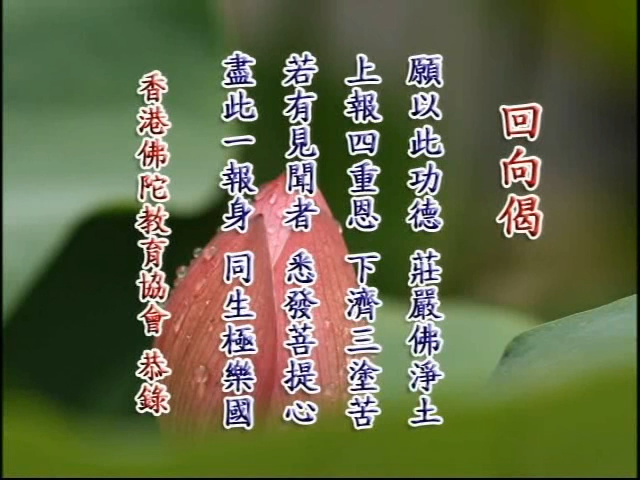 回向偈
願以此功德 莊嚴佛淨土
上報四重恩 下濟三塗苦
若有見聞者 悉發菩提心
盡此一報身 同生極樂國
香港佛陀教育協會 恭錄